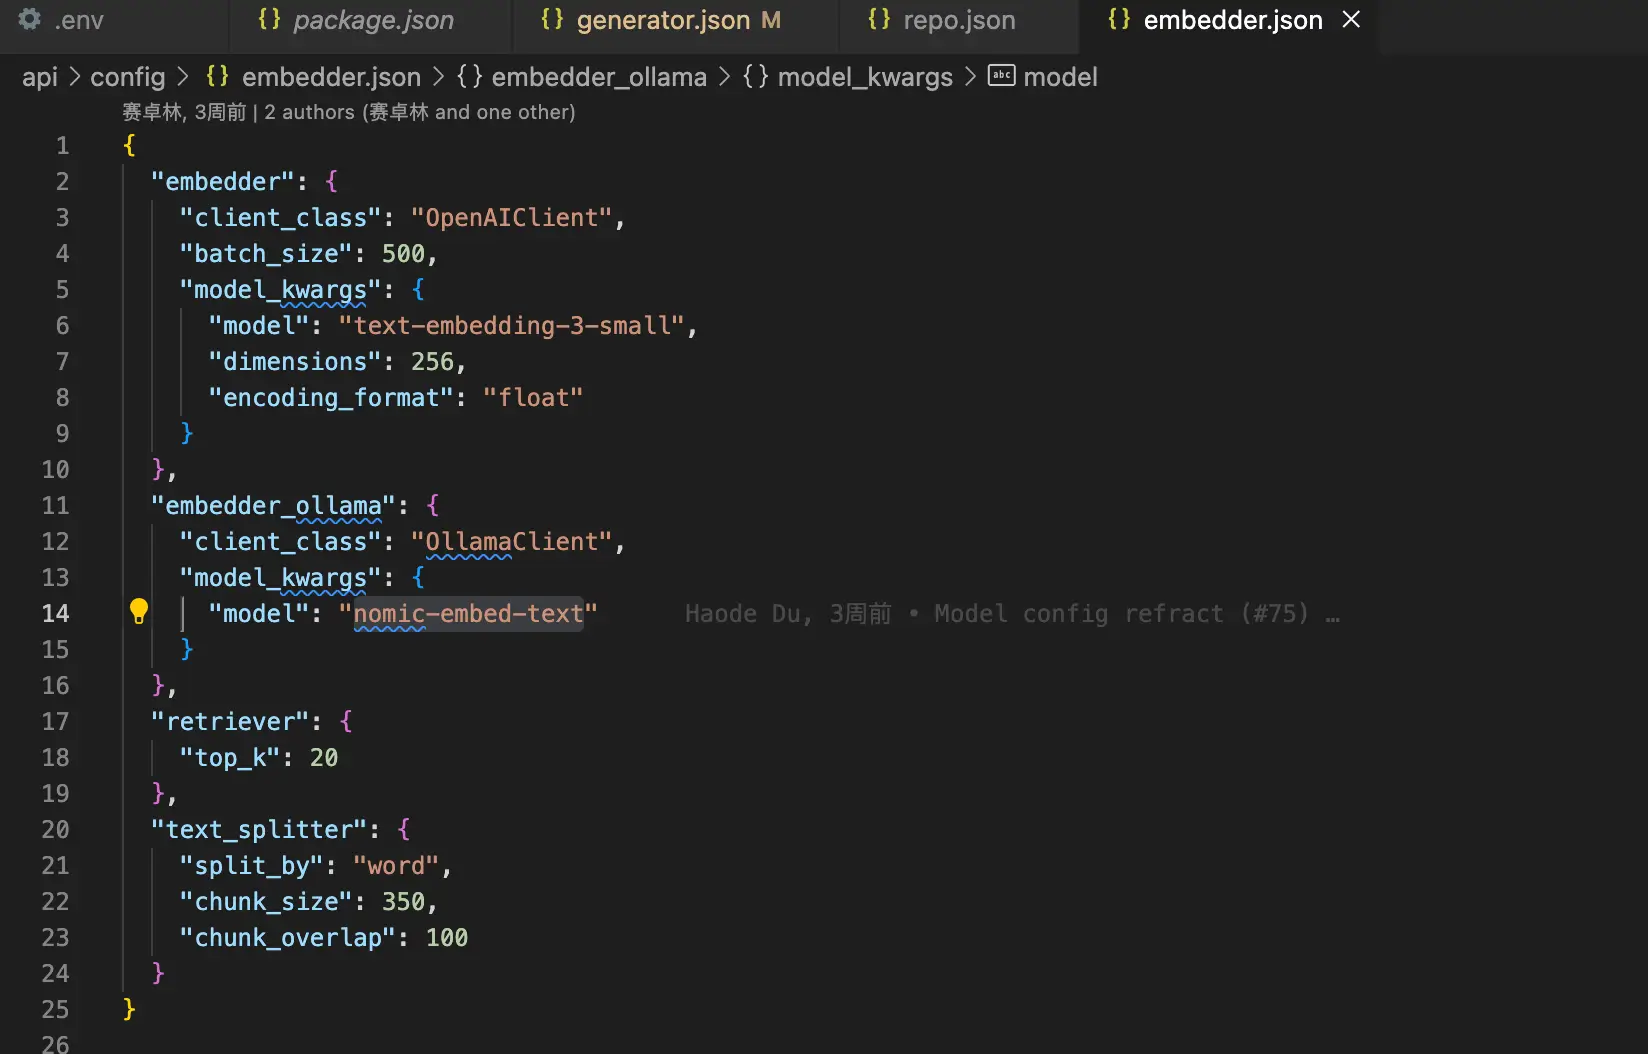 .env package.json generator.json M repo.json embedder.json
api > config > {} embedder.json > {} embedder_ollama > {} model_kwargs > abc model
赛卓林, 3周前 | 2 authors (赛卓林 and one other)
1 {
2 "embedder": {
3 "client_class": "OpenAIClient",
4 "batch_size": 500,
5 "model_kwargs": {
6 "model": "text-embedding-3-small",
7 "dimensions": 256,
8 "encoding_format": "float"
9 }
10 },
11 "embedder_ollama": {
12 "client_class": "OllamaClient",
13 "model_kwargs": {
14 "model": "nomic-embed-text" Haode Du, 3周前 • Model config refract (#75) …
15 }
16 },
17 "retriever": {
18 "top_k": 20
19 },
20 "text_splitter": {
21 "split_by": "word",
22 "chunk_size": 350,
23 "chunk_overlap": 100
24 }
25 }
26